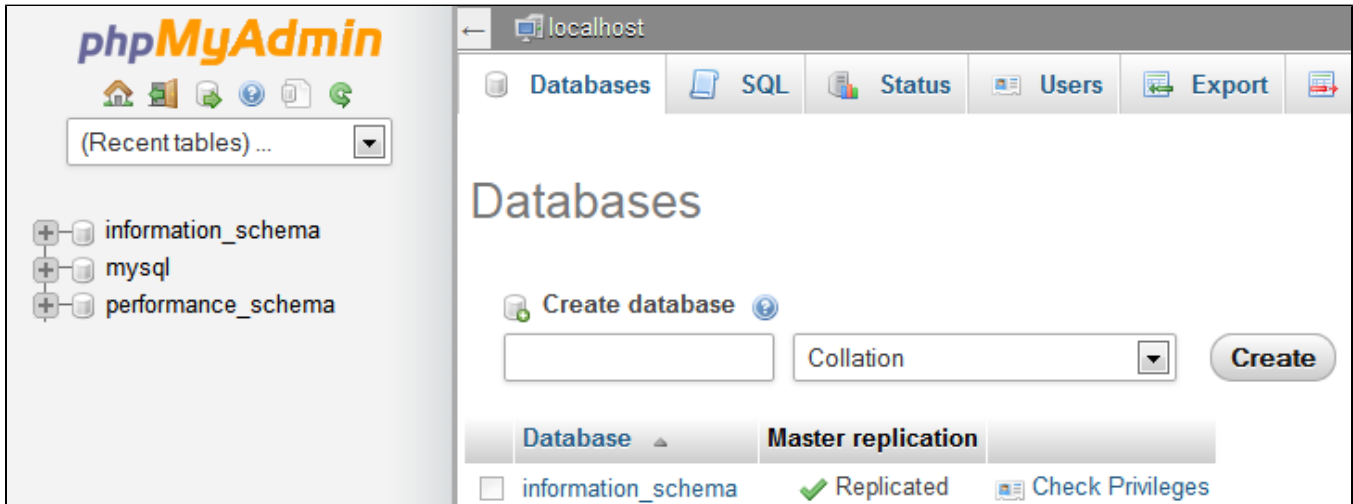 phpMyAdmin
(Recent tables) ...
information_schema
mysql
performance_schema
← localhost
Databases SQL Status Users Export
Databases
Create database
Collation Create
Database Master replication
information_schema Replicated Check Privileges